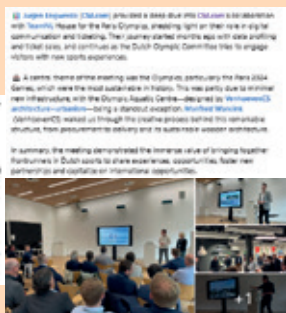 Jurgen Enqueviist (Clst.com) provided a deep dive into Clst.com's collaboration
with TeamNL House for the Paris Olympics, shedding light on their role in digital
communication and ticketing. Their journey started months ago with data profiling
and ticket sales, and continues as the Dutch Olympic Committee tries to engage
visitors with new sports experiences.
A central theme of the meeting was the Olympics, particularly the Paris 2024
Games, which were the most sustainable in history. This was partly due to minimal
new infrastructure, with the Olympic Aquatic Centre—designed by VenhoevenCS
architecture+urbanism—being a standout example.
(VenhoevenCS) walked us through the creative process behind this remarkable
structure, from procurement to delivery and its sustainable wooden architecture.
In summary, the meeting demonstrated the immense value of bringing together
frontrunners in Dutch sports to share experiences, opportunities, foster new
partnerships and capitalize on international opportunities.
+1